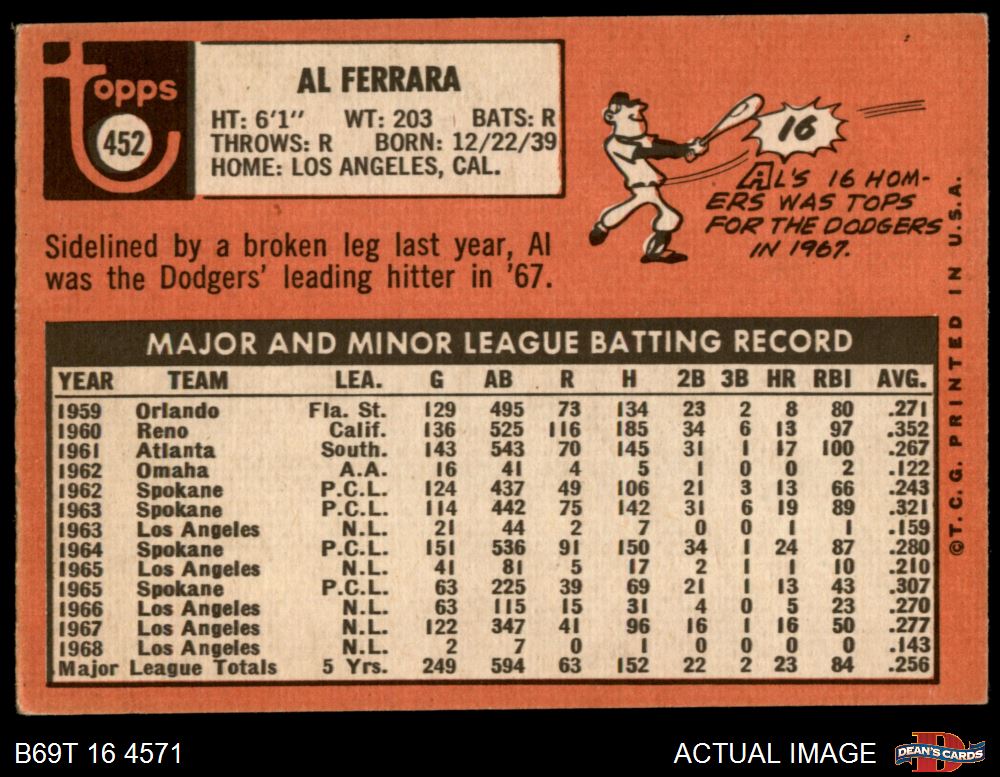 topps
452
AL FERRARA
HT: 6'1" WT: 203 BATS: R
THROWS: R BORN: 12/22/39
HOME: LOS ANGELES, CAL.
16
AL'S 16 HOM-
ERS WAS TOPS
FOR THE DODGERS
IN 1967.
Sidelined by a broken leg last year, Al
was the Dodgers' leading hitter in '67.
MAJOR AND MINOR LEAGUE BATTING RECORD
YEAR TEAM LEA. G AB R H 2B 3B HR RBI AVG.
1959 Orlando Fla. St. 129 495 73 134 23 2 8 80 .271
1960 Reno Calif. 136 525 116 185 34 6 13 97 .352
1961 Atlanta South. 143 543 70 145 31 1 17 100 .267
1962 Omaha A.A. 16 41 4 5 1 0 0 2 .122
1962 Spokane P.C.L. 124 437 49 106 21 3 13 66 .243
1963 Spokane P.C.L. 114 442 75 142 31 6 19 89 .321
1963 Los Angeles N.L. 21 44 2 7 0 0 1 1 .159
1964 Spokane P.C.L. 151 536 91 150 34 1 24 87 .280
1965 Los Angeles N.L. 41 81 5 17 2 1 1 10 .210
1965 Spokane P.C.L. 63 225 39 69 21 1 13 43 .307
1966 Los Angeles N.L. 63 115 15 31 4 0 5 23 .270
1967 Los Angeles N.L. 122 347 41 96 16 1 16 50 .277
1968 Los Angeles N.L. 2 7 0 1 0 0 0 0 .143
Major League Totals 5 Yrs. 249 594 63 152 22 2 23 84 .256
©T.C.G. PRINTED IN U.S.A.
B69T 16 4571
ACTUAL IMAGE
D
DEAN'S CARDS